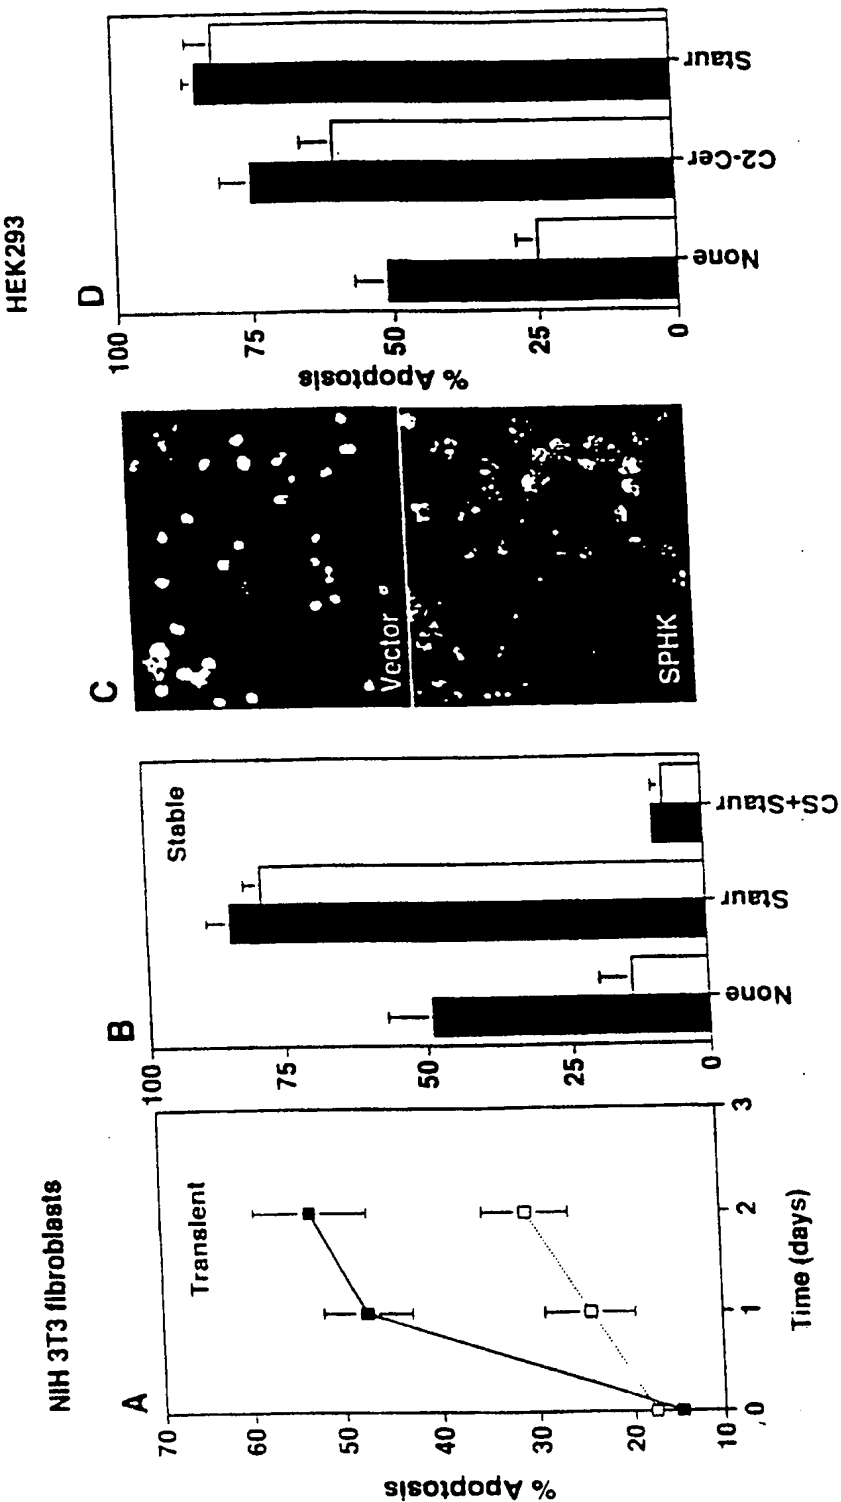 NIH 3T3 fibroblasts
A
Transient
% Apoptosis
70
60
50
40
30
20
10
0
1
2
3
Time (days)
B
Stable
100
75
50
25
0
None
Staur
CS+Staur
C
Vector
SPHK
HEK293
D
% Apoptosis
100
75
50
25
0
None
C2-Cer
Staur